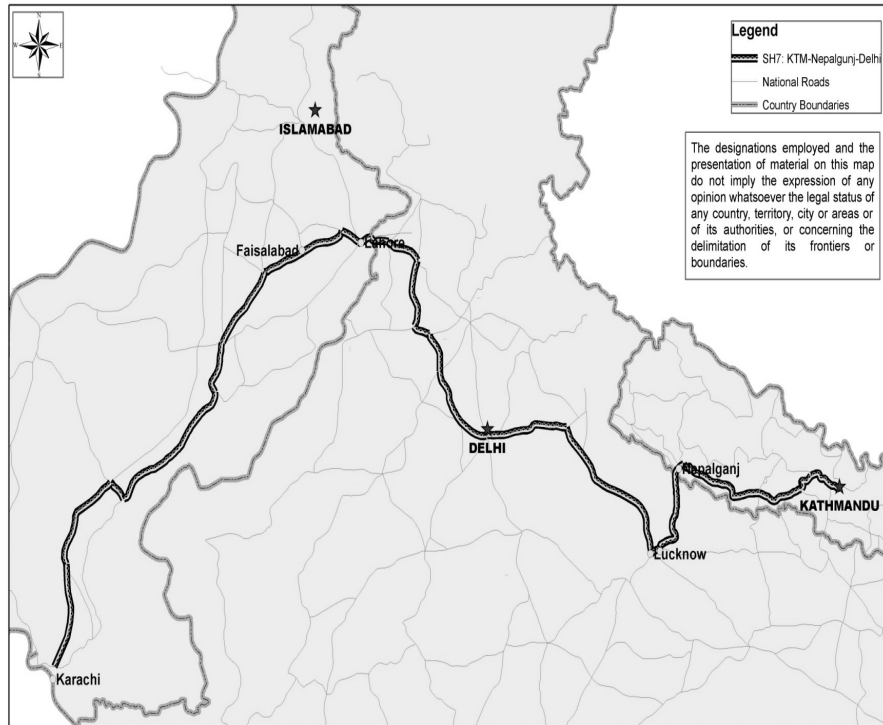 N
W E
S
Legend
SH7: KTM-Nepalgunj-Delhi
National Roads
Country Boundaries
The designations employed and the
presentation of material on this map
do not imply the expression of any
opinion whatsoever the legal status of
any country, territory, city or areas or
of its authorities, or concerning the
delimitation of its frontiers or
boundaries.
ISLAMABAD
Faisalabad
Lahore
DELHI
Napalganj
KATHMANDU
Lucknow
Karachi